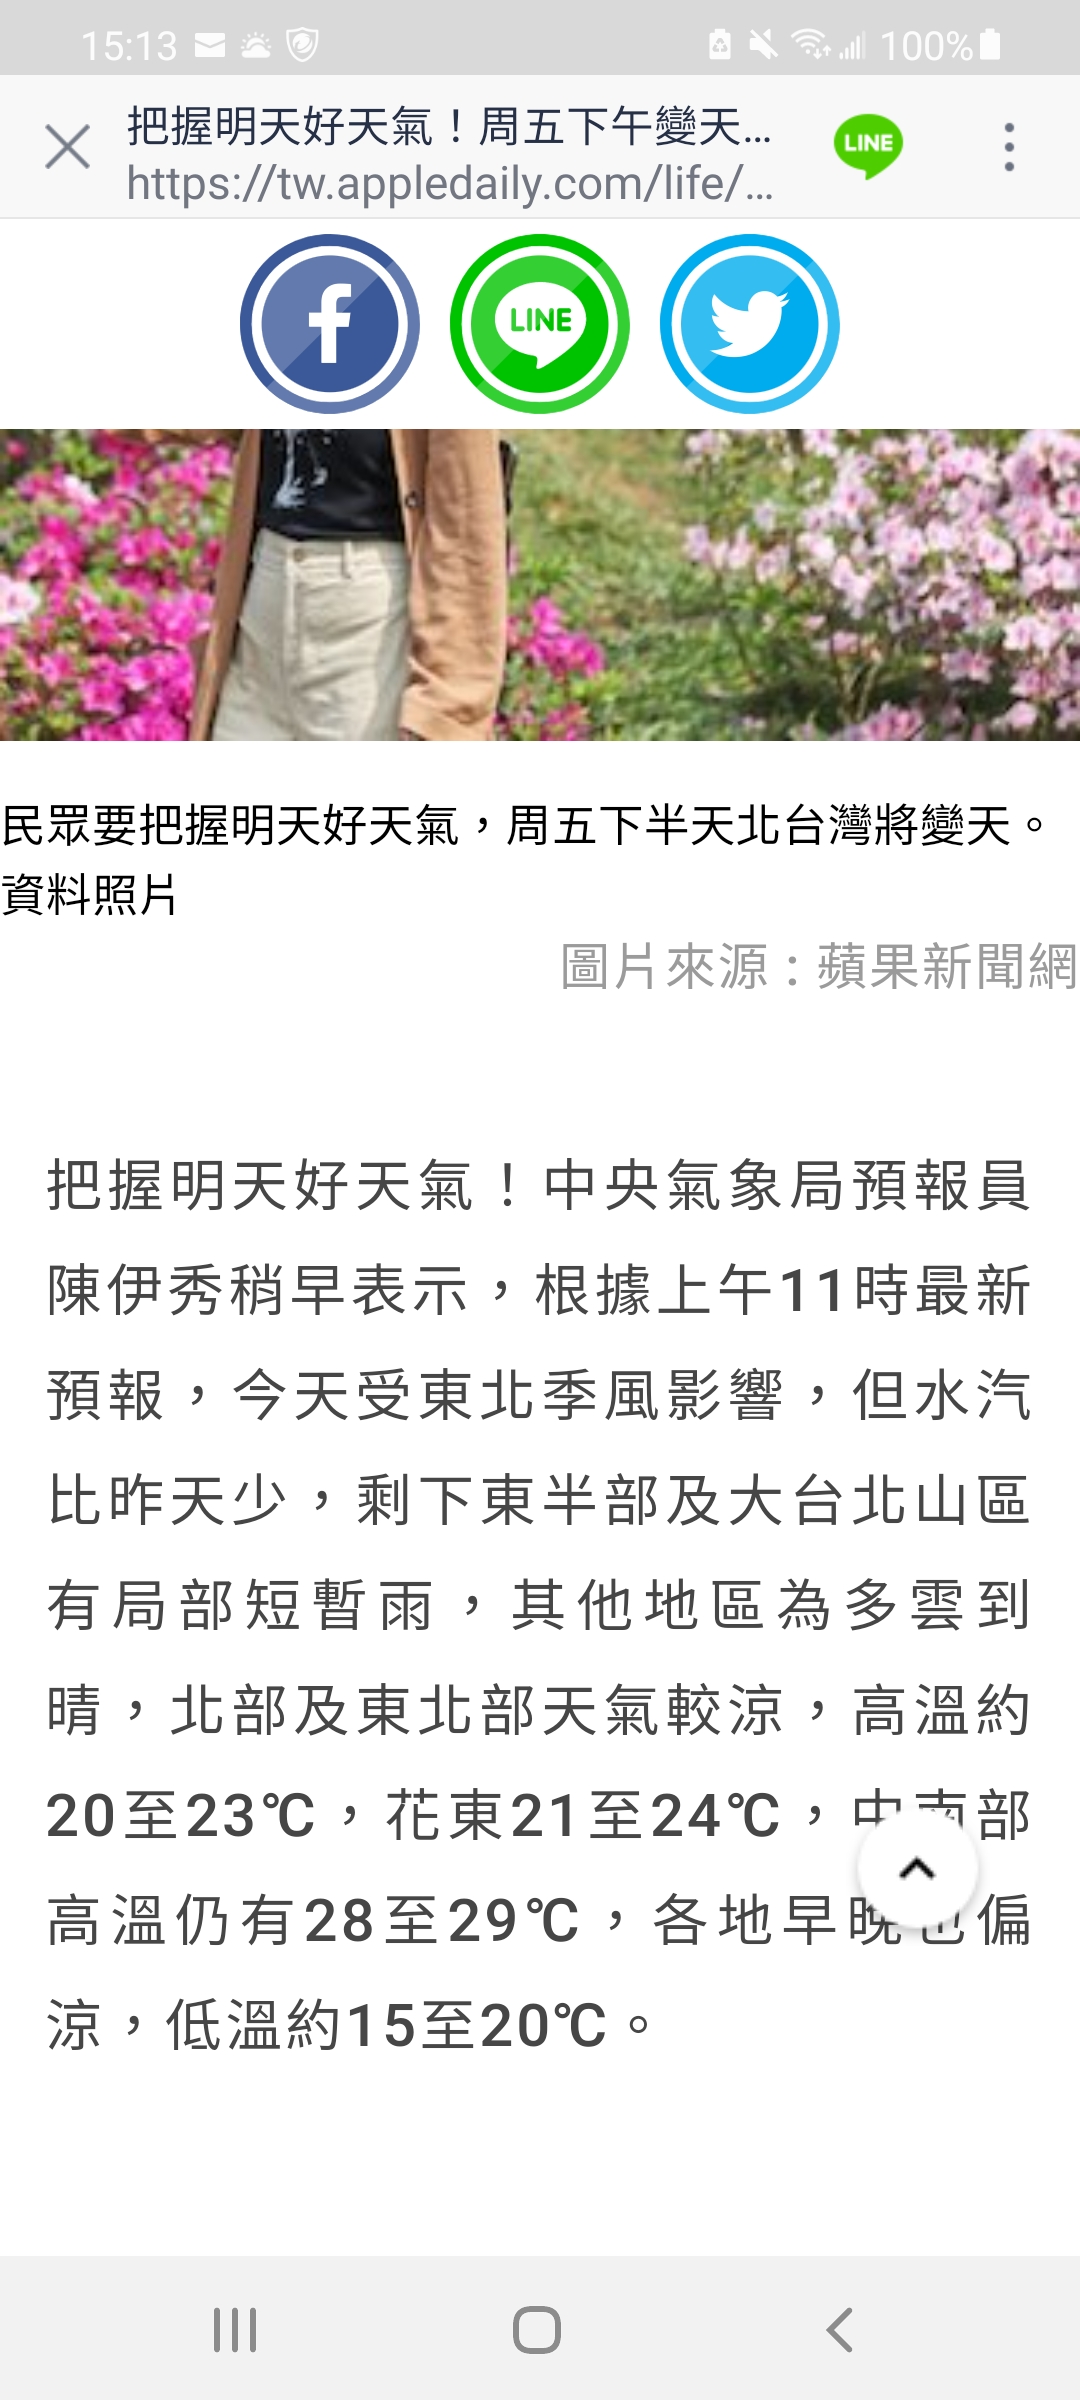 15:13
100%
把握明天好天氣！周五下午變天...
https://tw.appledaily.com/life/...
LINE
LINE
民眾要把握明天好天氣，周五下半天北台灣將變天。
資料照片
圖片來源：蘋果新聞網
把握明天好天氣！中央氣象局預報員
陳伊秀稍早表示，根據上午11時最新
預報，今天受東北季風影響，但水汽
比昨天少，剩下東半部及大台北山區
有局部短暫雨，其他地區為多雲到
晴，北部及東北部天氣較涼，高溫約
20至23℃，花東21至24℃，中南部
高溫仍有28至29℃，各地早晚也偏
涼，低溫約15至20℃。